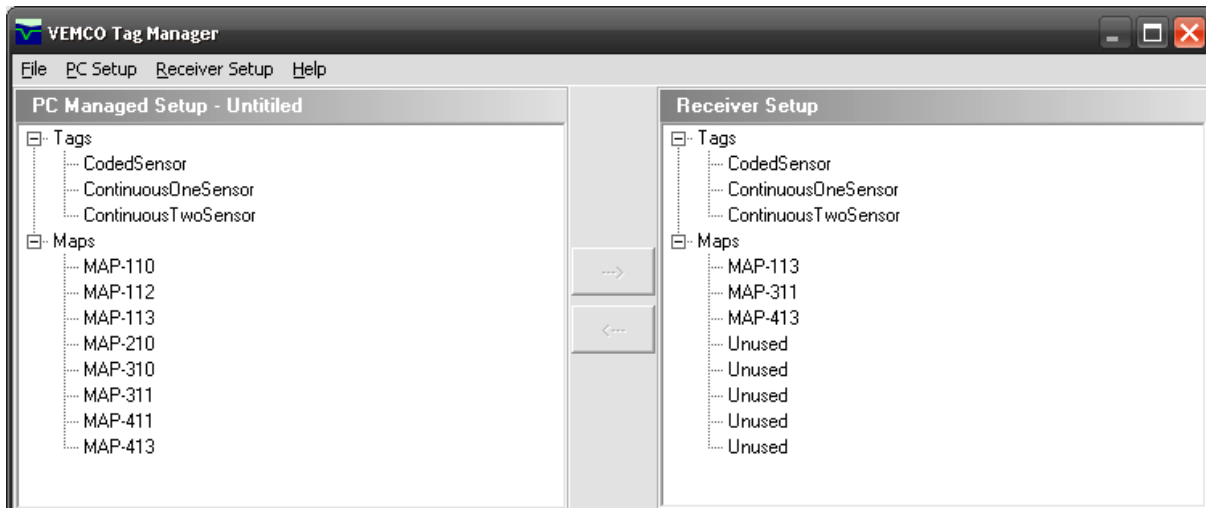 VEMCO Tag Manager
File PC Setup Receiver Setup Help
PC Managed Setup - Untitiled
Tags
CodedSensor
ContinuousOneSensor
ContinuousTwoSensor
Maps
MAP-110
MAP-112
MAP-113
MAP-210
MAP-310
MAP-311
MAP-411
MAP-413
--->
<---
Receiver Setup
Tags
CodedSensor
ContinuousOneSensor
ContinuousTwoSensor
Maps
MAP-113
MAP-311
MAP-413
Unused
Unused
Unused
Unused
Unused